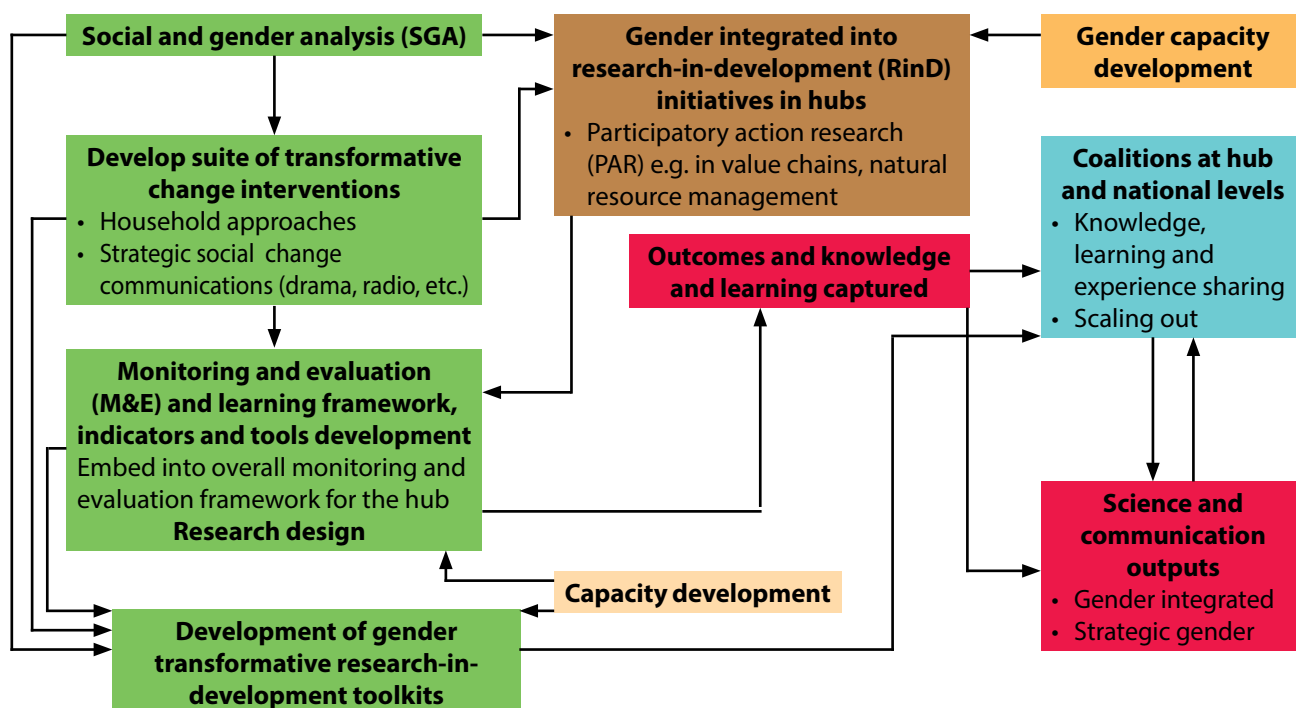 Social and gender analysis (SGA)
Gender integrated into
research-in-development (RinD)
initiatives in hubs
• Participatory action research
(PAR) e.g. in value chains, natural
resource management
Gender capacity
development
Develop suite of transformative
change interventions
• Household approaches
• Strategic social change
communications (drama, radio, etc.)
Coalitions at hub
and national levels
• Knowledge,
learning and
experience sharing
• Scaling out
Outcomes and knowledge
and learning captured
Monitoring and evaluation
(M&E) and learning framework,
indicators and tools development
Embed into overall monitoring and
evaluation framework for the hub
Research design
Science and
communication
outputs
• Gender integrated
• Strategic gender
Capacity development
Development of gender
transformative research-in-
development toolkits